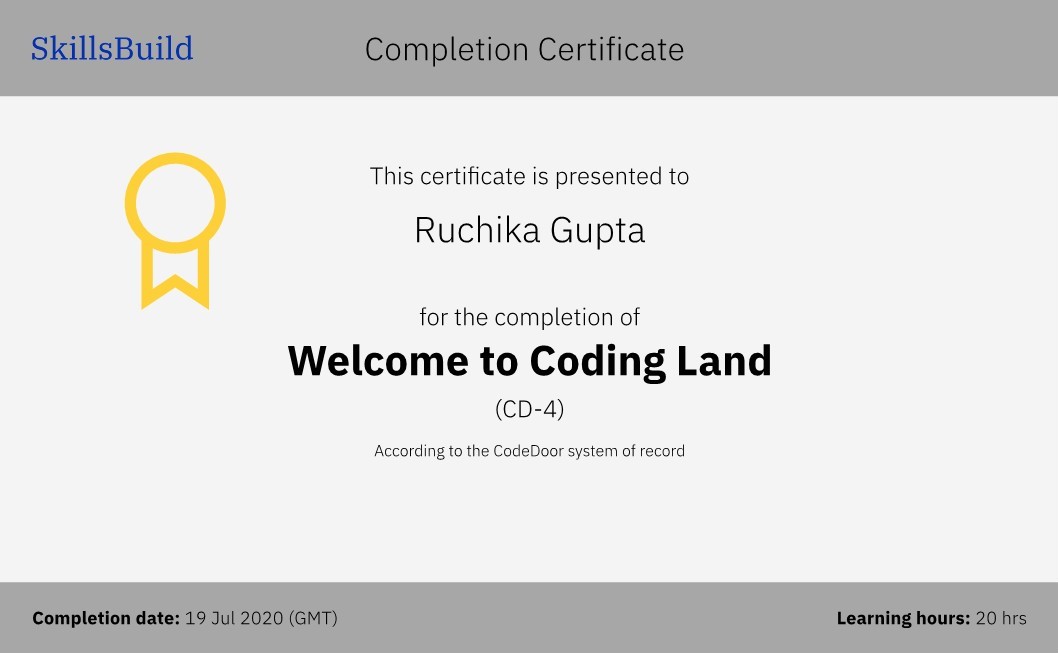 SkillsBuild
Completion Certificate
This certificate is presented to
Ruchika Gupta
for the completion of
Welcome to Coding Land
(CD-4)
According to the CodeDoor system of record
Completion date: 19 Jul 2020 (GMT)
Learning hours: 20 hrs